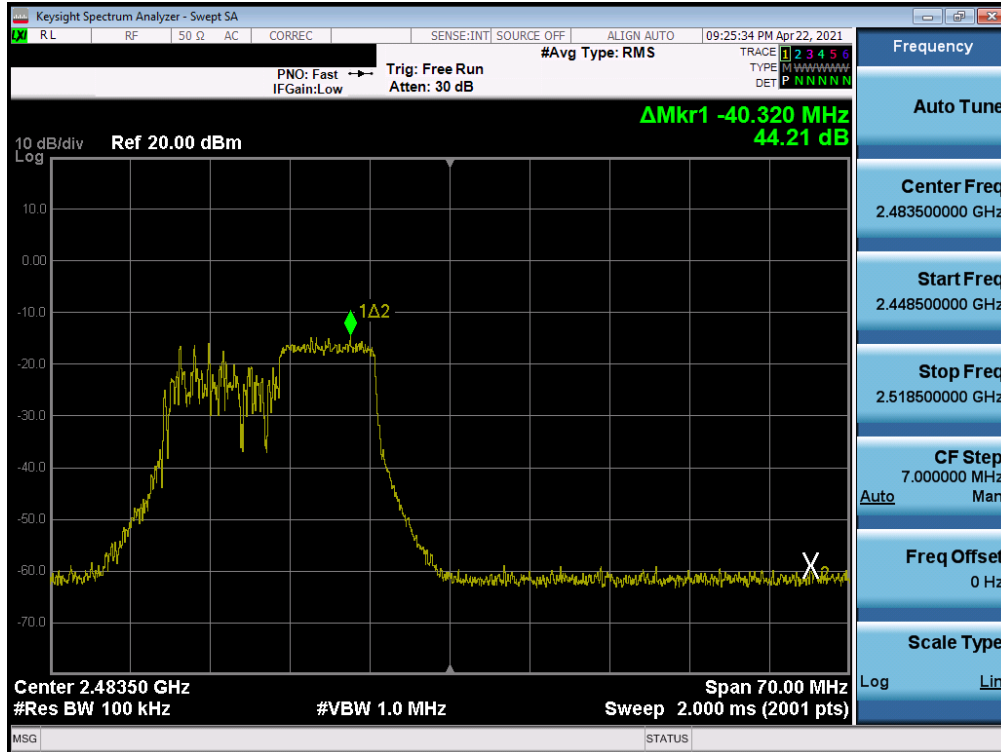 Keysight Spectrum Analyzer - Swept SA
LXI RL RF 50 Ω AC CORREC SENSE:INT SOURCE OFF ALIGN AUTO 09:25:34 PM Apr 22, 2021
#Avg Type: RMS
TRACE 1 2 3 4 5 6
PNO: Fast Trig: Free Run
TYPE M W W W W W
IFGain:Low Atten: 30 dB
DET P N N N N N
ΔMkr1 -40.320 MHz
44.21 dB
10 dB/div Ref 20.00 dBm
Log
10.0
0.00
-10.0
1Δ2
-20.0
-30.0
-40.0
-50.0
-60.0
X2
-70.0
Center 2.48350 GHz Span 70.00 MHz
#Res BW 100 kHz #VBW 1.0 MHz Sweep 2.000 ms (2001 pts)
MSG STATUS
Frequency
Auto Tune
Center Freq
2.483500000 GHz
Start Freq
2.448500000 GHz
Stop Freq
2.518500000 GHz
CF Step
7.000000 MHz
Auto Man
Freq Offset
0 Hz
Scale Type
Log Lin